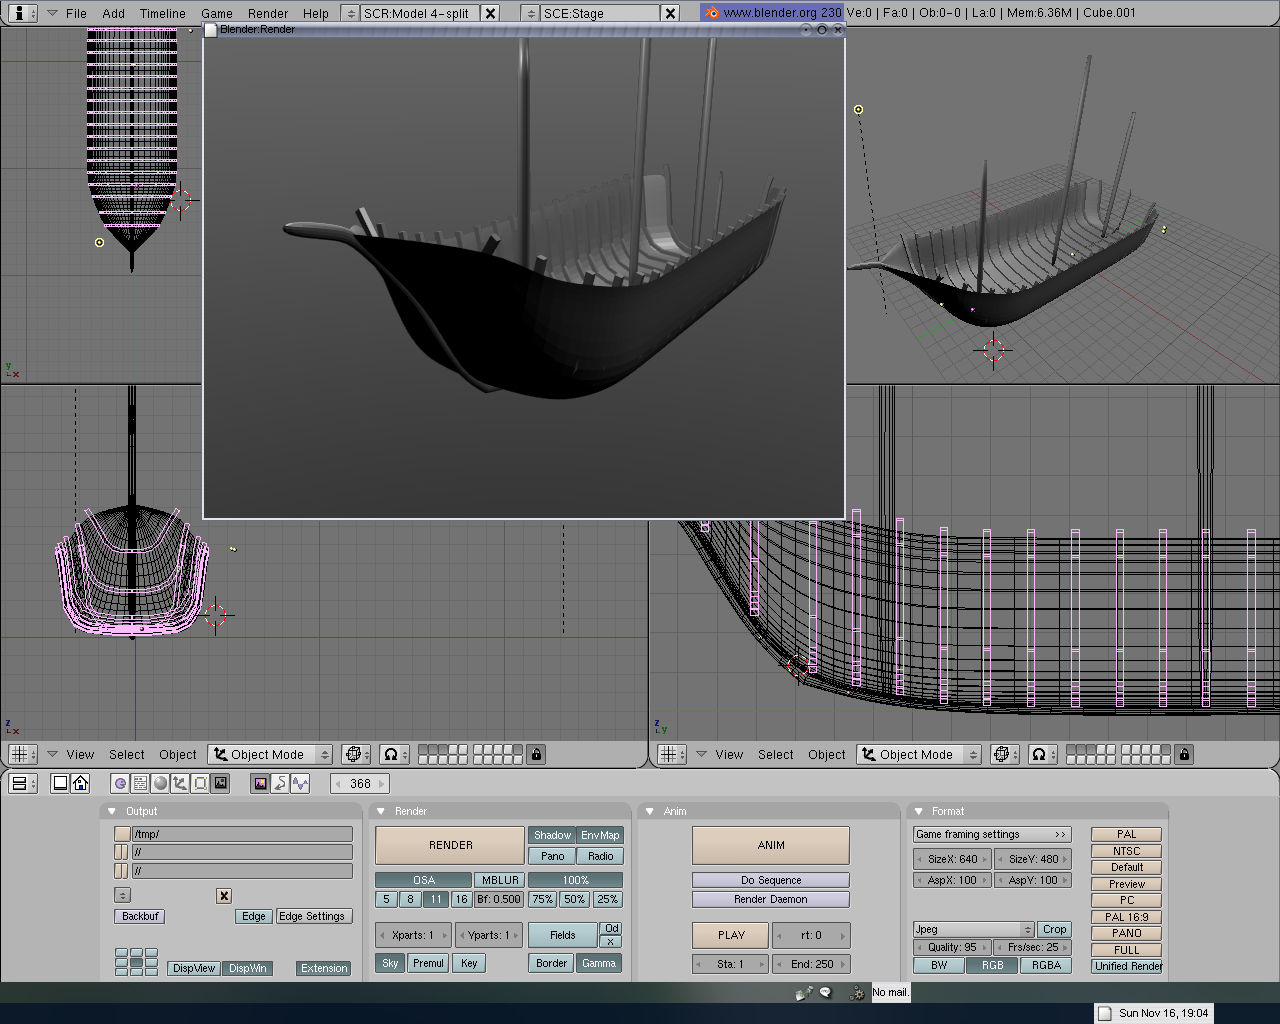 File Add Timeline Game Render Help SCR:Model 4-split SCE:Stage www.blender.org 230 Ve:0 | Fa:0 | Ob:0-0 | La:0 | Mem:6.36M | Cube.001
Blender:Render
y
x
z
x
z
y
View Select Object Object Mode
View Select Object Object Mode
368
Output
/tmp/
//
//
Backbuf Edge Edge Settings
DispView DispWin Extension
Render
RENDER Shadow EnvMap
Pano Radio
OSA MBLUR 100%
5 8 11 16 Bf: 0.500 75% 50% 25%
Xparts: 1 Yparts: 1 Fields Od
x
Sky Premul Key Border Gamma
Anim
ANIM
Do Sequence
Render Daemon
PLAY rt: 0
Sta: 1 End: 250
Format
Game framing settings >>
SizeX: 640 SizeY: 480
AspX: 100 AspY: 100
Jpeg Crop
Quality: 95 Frs/sec: 25
BW RGB RGBA
PAL
NTSC
Default
Preview
PC
PAL 16:9
PANO
FULL
Unified Render
No mail.
Sun Nov 16, 19:04